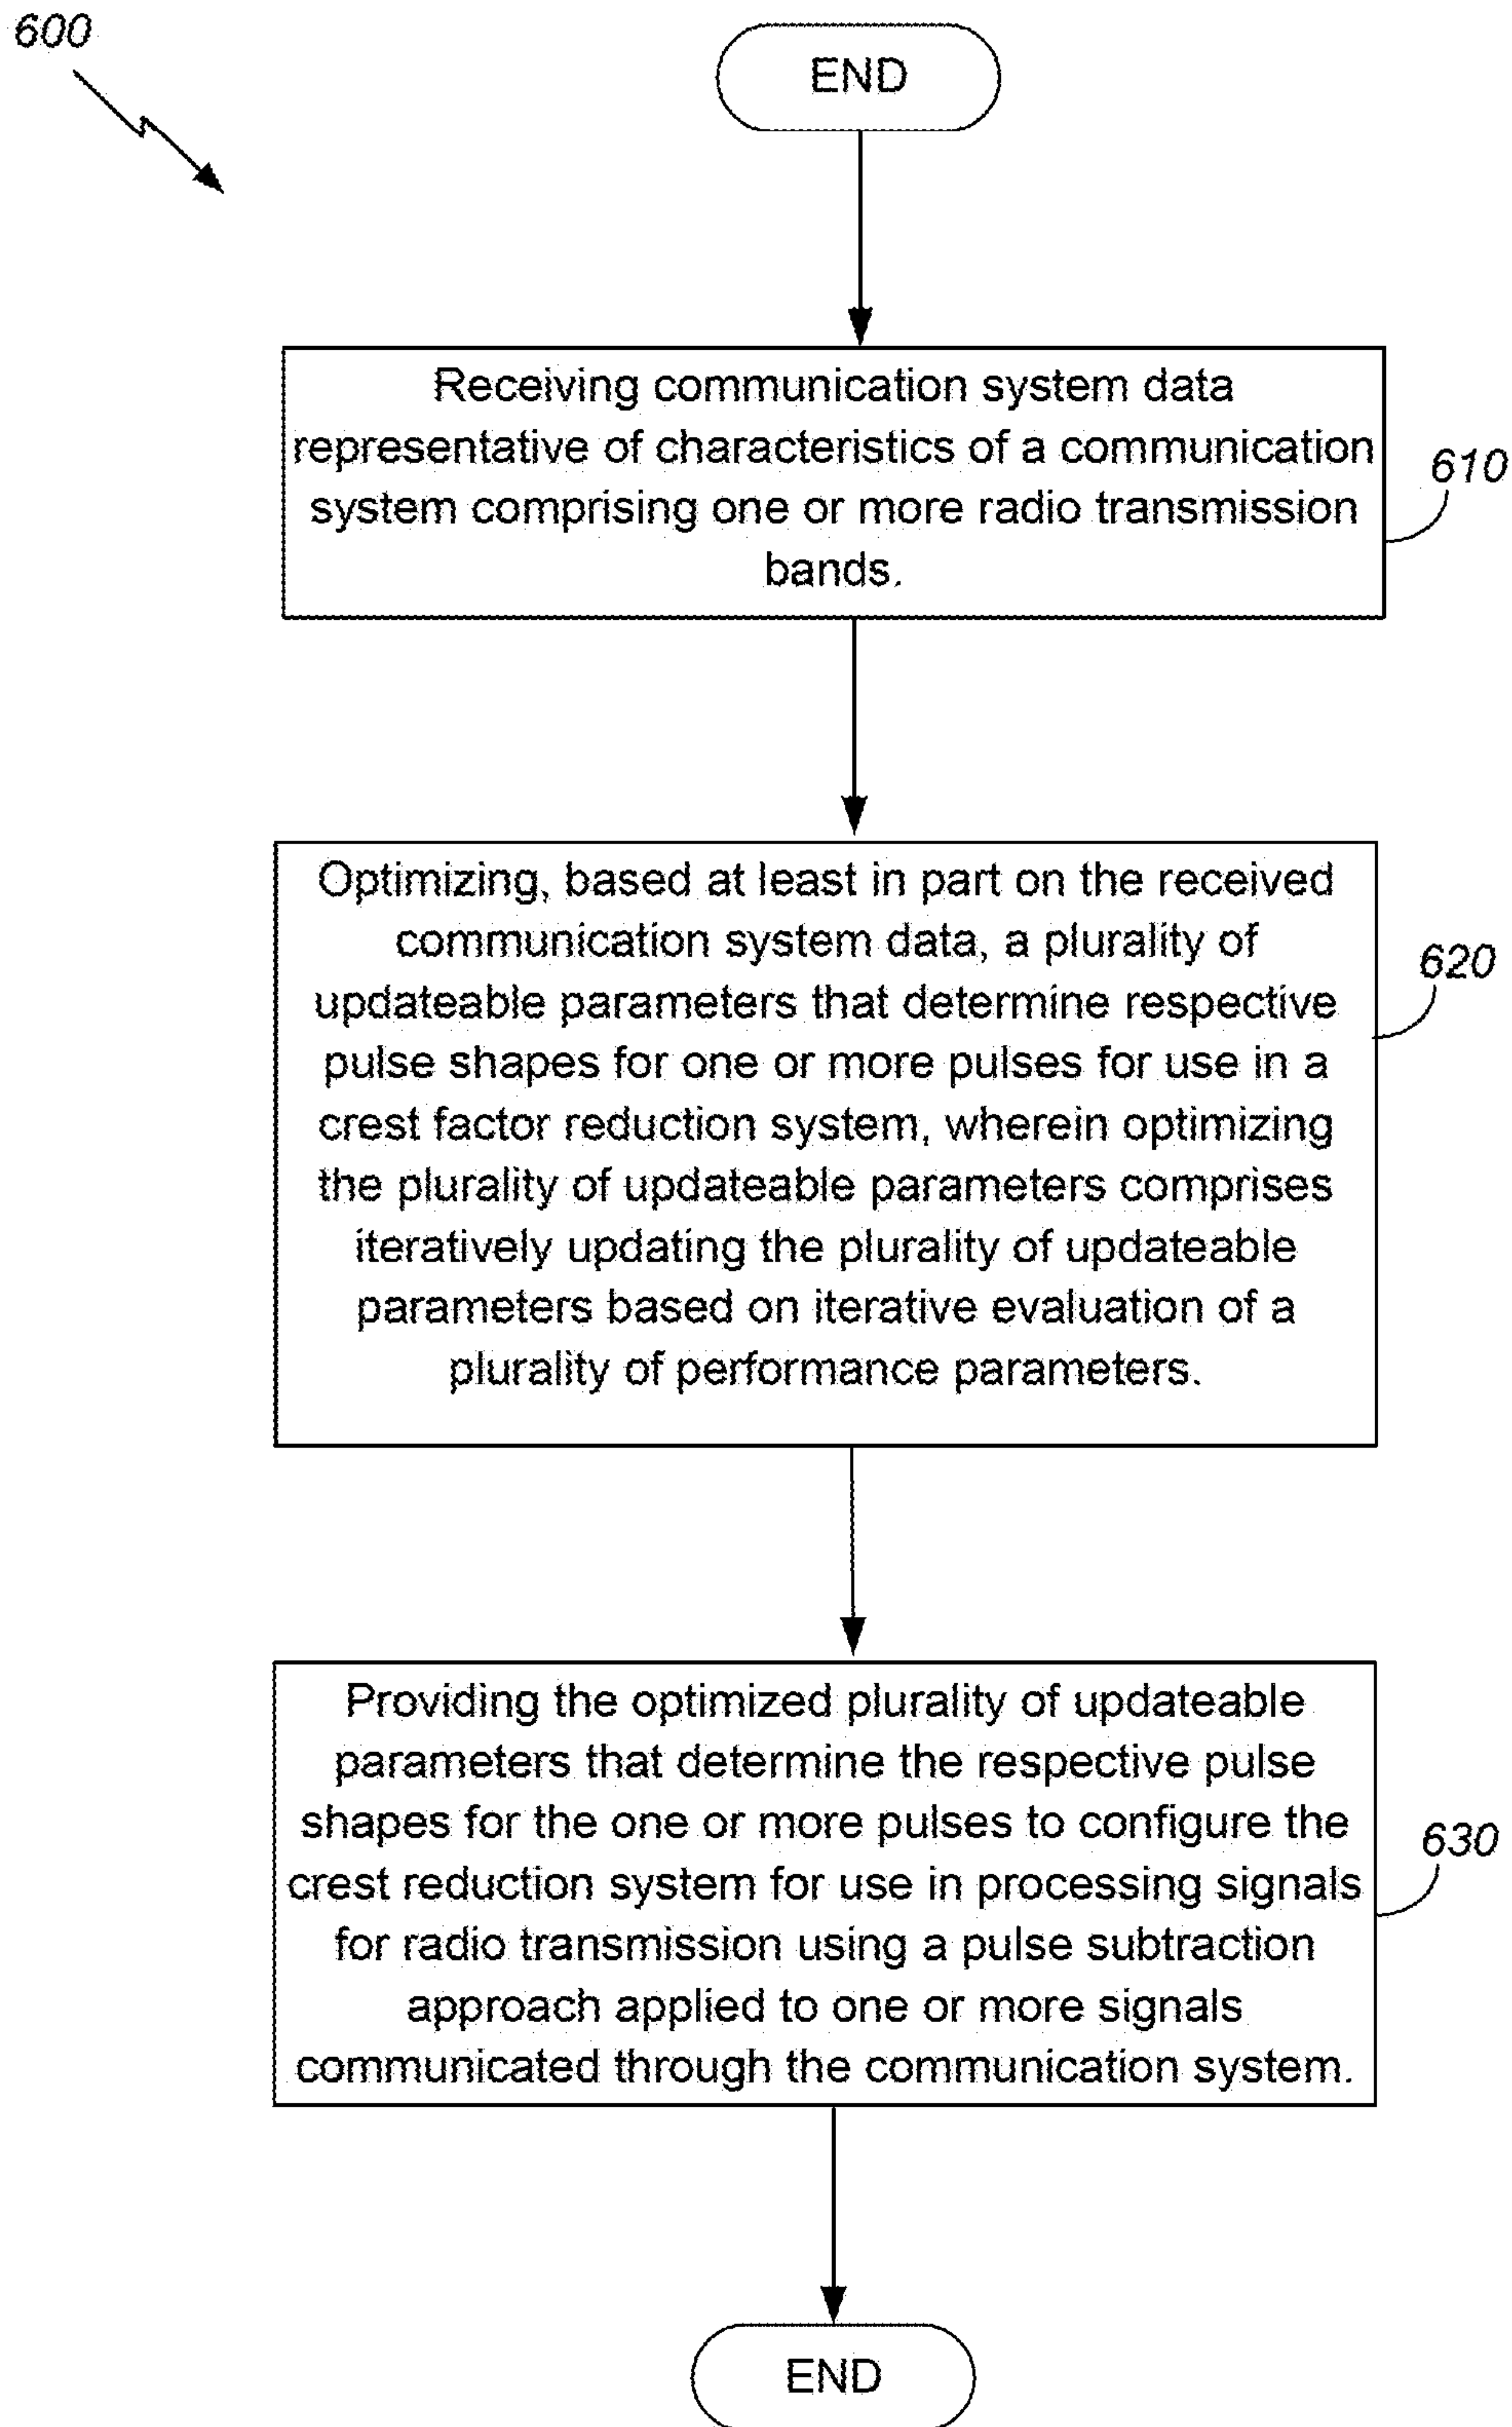 600
END
Receiving communication system data
representative of characteristics of a communication
system comprising one or more radio transmission
bands.
610
Optimizing, based at least in part on the received
communication system data, a plurality of
updateable parameters that determine respective
pulse shapes for one or more pulses for use in a
crest factor reduction system, wherein optimizing
the plurality of updateable parameters comprises
iteratively updating the plurality of updateable
parameters based on iterative evaluation of a
plurality of performance parameters.
620
Providing the optimized plurality of updateable
parameters that determine the respective pulse
shapes for the one or more pulses to configure the
crest reduction system for use in processing signals
for radio transmission using a pulse subtraction
approach applied to one or more signals
communicated through the communication system.
630
END